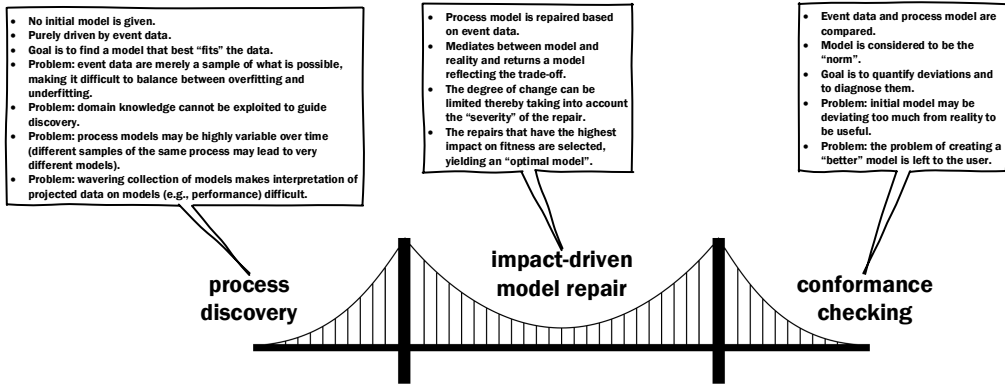 • No initial model is given.
• Purely driven by event data.
• Goal is to find a model that best “fits” the data.
• Problem: event data are merely a sample of what is possible,
making it difficult to balance between overfitting and
underfitting.
• Problem: domain knowledge cannot be exploited to guide
discovery.
• Problem: process models may be highly variable over time
(different samples of the same process may lead to very
different models).
• Problem: wavering collection of models makes interpretation of
projected data on models (e.g., performance) difficult.
• Process model is repaired based
on event data.
• Mediates between model and
reality and returns a model
reflecting the trade-off.
• The degree of change can be
limited thereby taking into account
the “severity” of the repair.
• The repairs that have the highest
impact on fitness are selected,
yielding an “optimal model”.
• Event data and process model are
compared.
• Model is considered to be the
“norm”.
• Goal is to quantify deviations and
to diagnose them.
• Problem: initial model may be
deviating too much from reality to
be useful.
• Problem: the problem of creating a
“better” model is left to the user.
process
discovery
impact-driven
model repair
conformance
checking